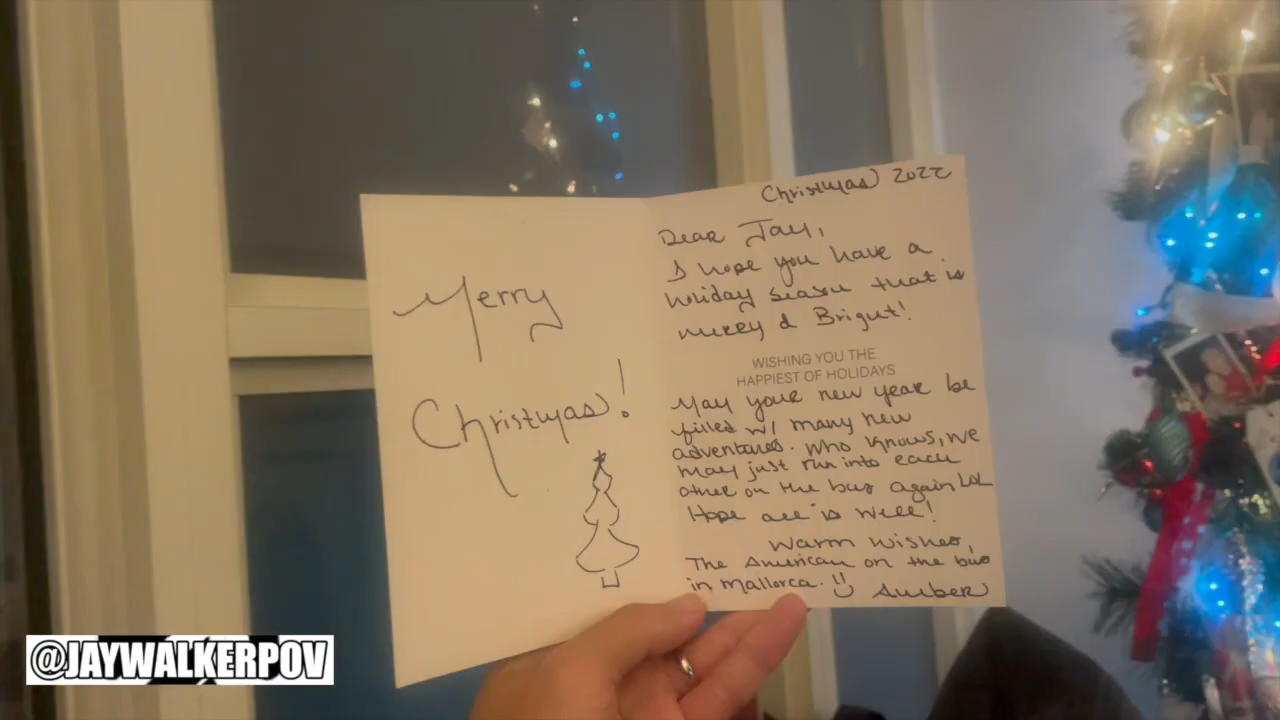 Merry
Christmas!
Christmas 2022
Dear Jay,
I hope you have a
holiday season that is
merry & Bright!
WISHING YOU THE
HAPPIEST OF HOLIDAYS
May your new year be
filled w/ many new
adventures. Who knows, we
may just run into each
other on the bus again LOL
Hope all is well!
Warm wishes,
The American on the bus
in Mallorca. Amber
@JAYWALKERPOV